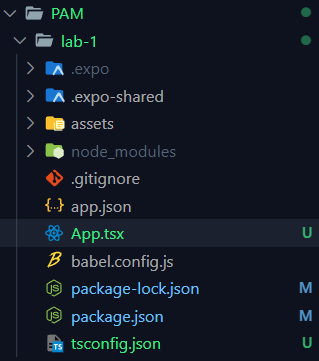 PAM
lab-1
.expo
.expo-shared
assets
node_modules
.gitignore
app.json
App.tsx U
babel.config.js
package-lock.json M
package.json M
tsconfig.json U